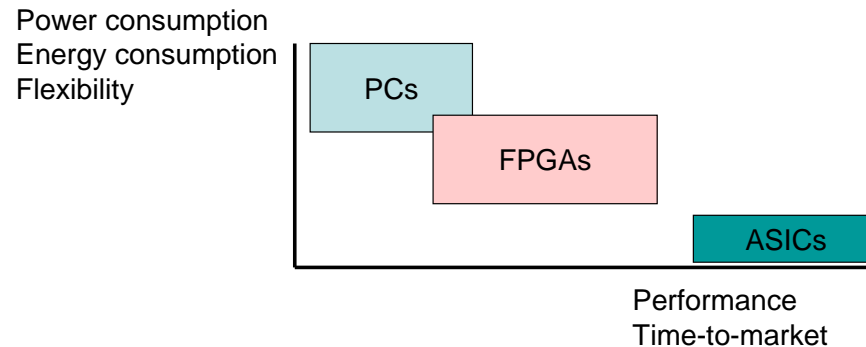 Power consumption
Energy consumption
Flexibility
PCs
FPGAs
ASICs
Performance
Time-to-market